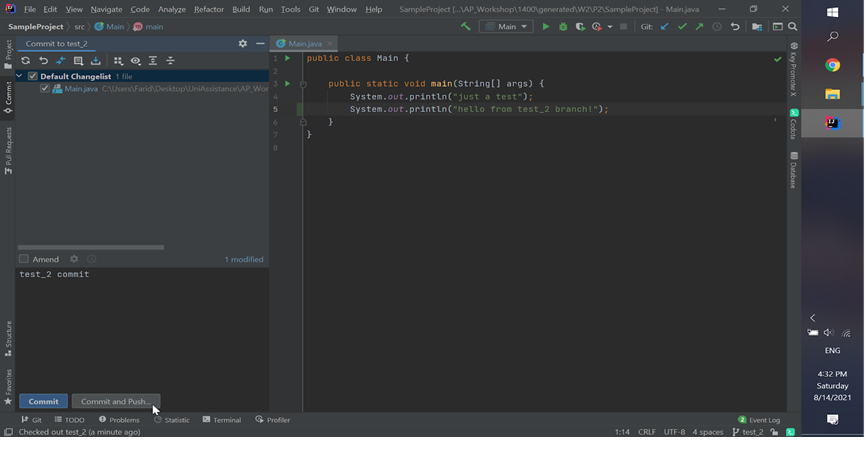 File Edit View Navigate Code Analyze Refactor Build Run Tools Git Window Help SampleProject [...\AP_Workshop\1400\generated\W2\P2\SampleProject] - Main.java
SampleProject > src > Main > main
Main
Git:
Project
Commit
Pull Requests
Structure
Favorites
Commit to test_2
Default Changelist 1 file
Main.java C:\Users\Farid\Desktop\UniAssistance\AP_Wor
Amend
1 modified
test_2 commit
Commit
Commit and Push...
Main.java
1 public class Main {
2
3 public static void main(String[] args) {
4 System.out.println("just a test");
5 System.out.println("hello from test_2 branch!");
6 }
7 }
8
Key Promoter X
Codota
Database
Git TODO Problems Statistic Terminal Profiler
2 Event Log
Checked out test_2 (a minute ago)
1:14 CRLF UTF-8 4 spaces test_2
ENG
4:32 PM
Saturday
8/14/2021